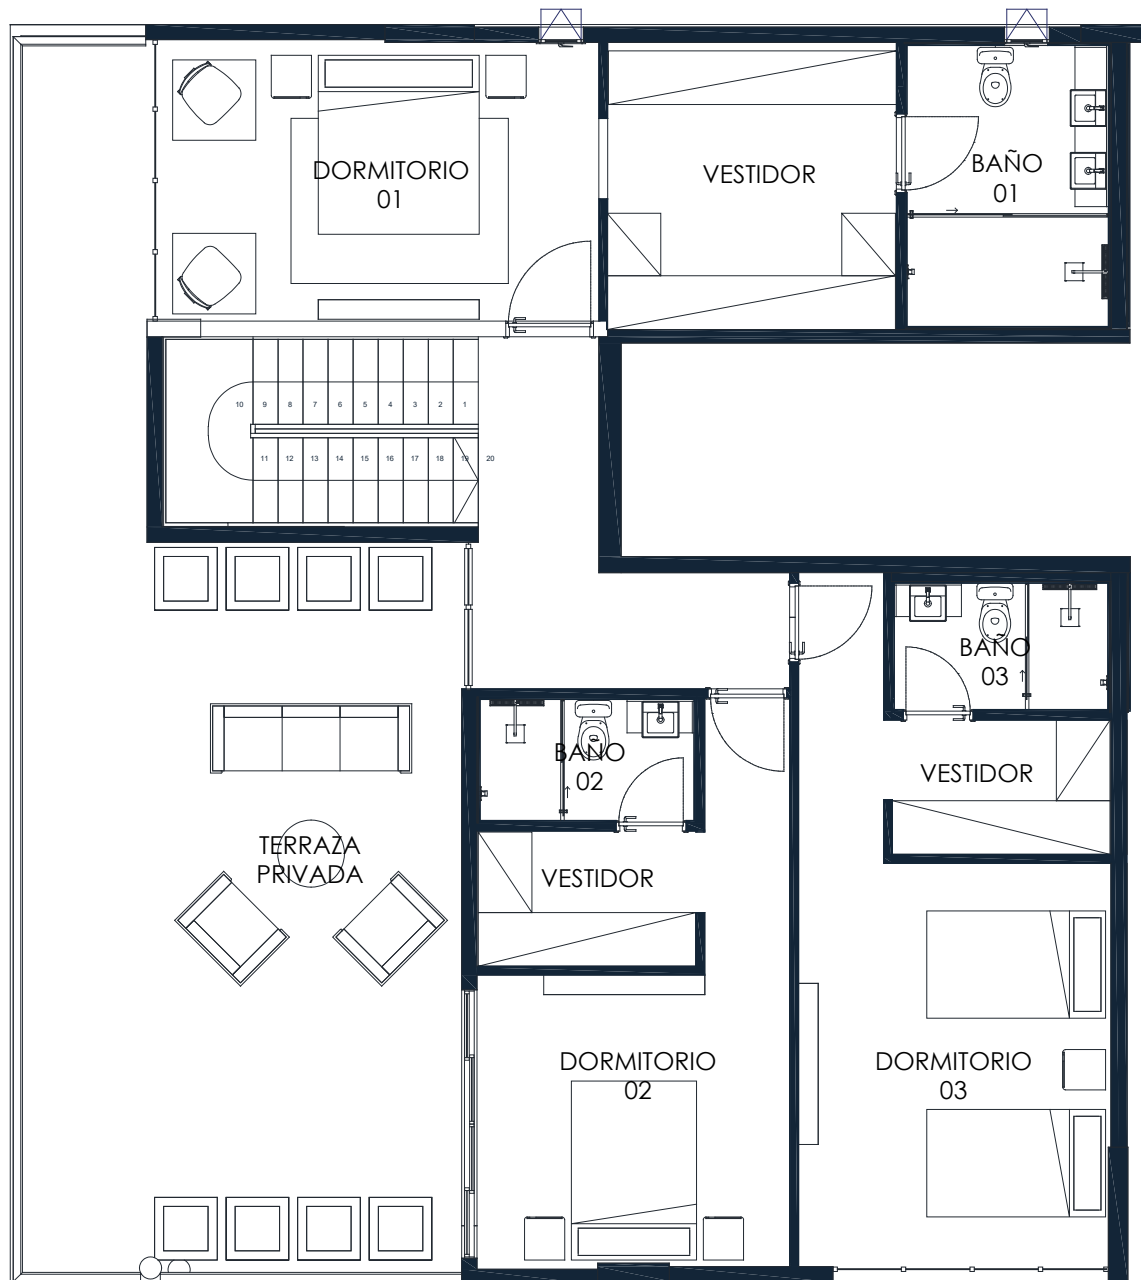 DORMITORIO
01
VESTIDOR
BAÑO
01
10 9 8 7 6 5 4 3 2 1
11 12 13 14 15 16 17 18 19 20
BAÑO
03
BAÑO
02
VESTIDOR
TERRAZA
PRIVADA
VESTIDOR
DORMITORIO
02
DORMITORIO
03